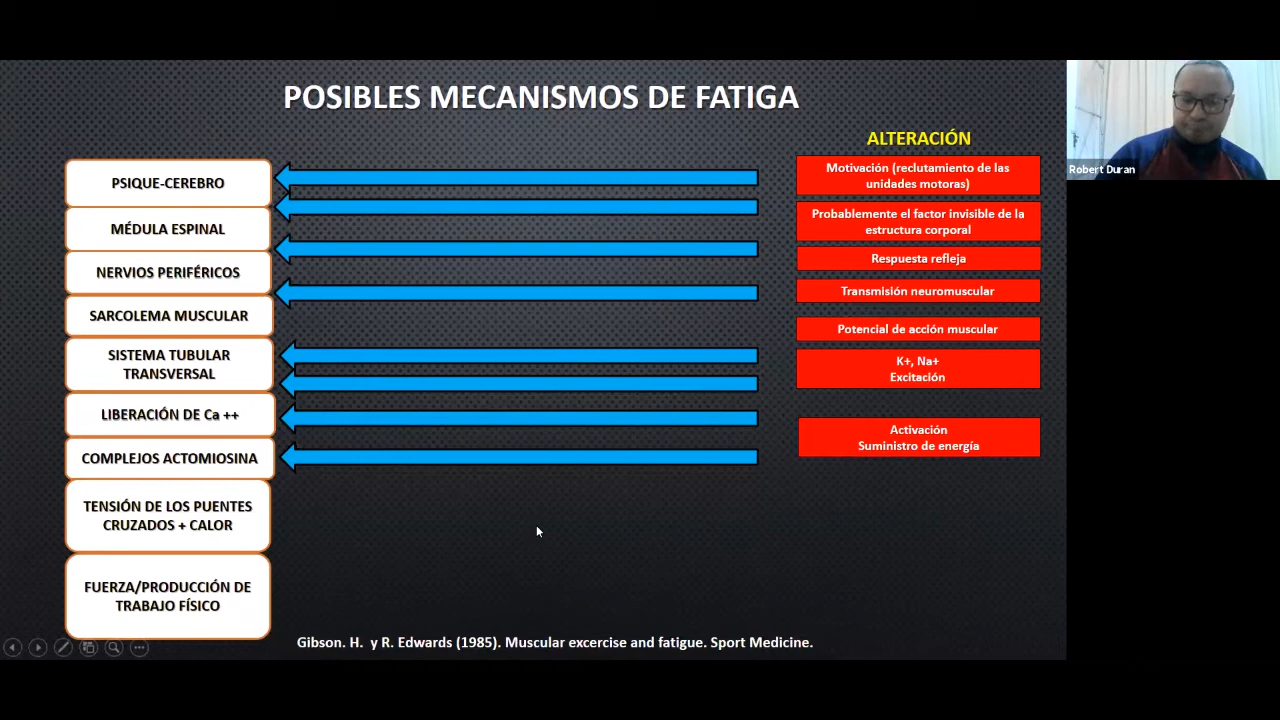 POSIBLES MECANISMOS DE FATIGA
ALTERACIÓN
PSIQUE-CEREBRO
MÉDULA ESPINAL
NERVIOS PERIFÉRICOS
SARCOLEMA MUSCULAR
SISTEMA TUBULAR
TRANSVERSAL
LIBERACIÓN DE Ca ++
COMPLEJOS ACTOMIOSINA
TENSIÓN DE LOS PUENTES
CRUZADOS + CALOR
FUERZA/PRODUCCIÓN DE
TRABAJO FÍSICO
Motivación (reclutamiento de las
unidades motoras)
Probablemente el factor invisible de la
estructura corporal
Respuesta refleja
Transmisión neuromuscular
Potencial de acción muscular
K+, Na+
Excitación
Activación
Suministro de energía
Gibson. H. y R. Edwards (1985). Muscular excercise and fatigue. Sport Medicine.
Robert Duran